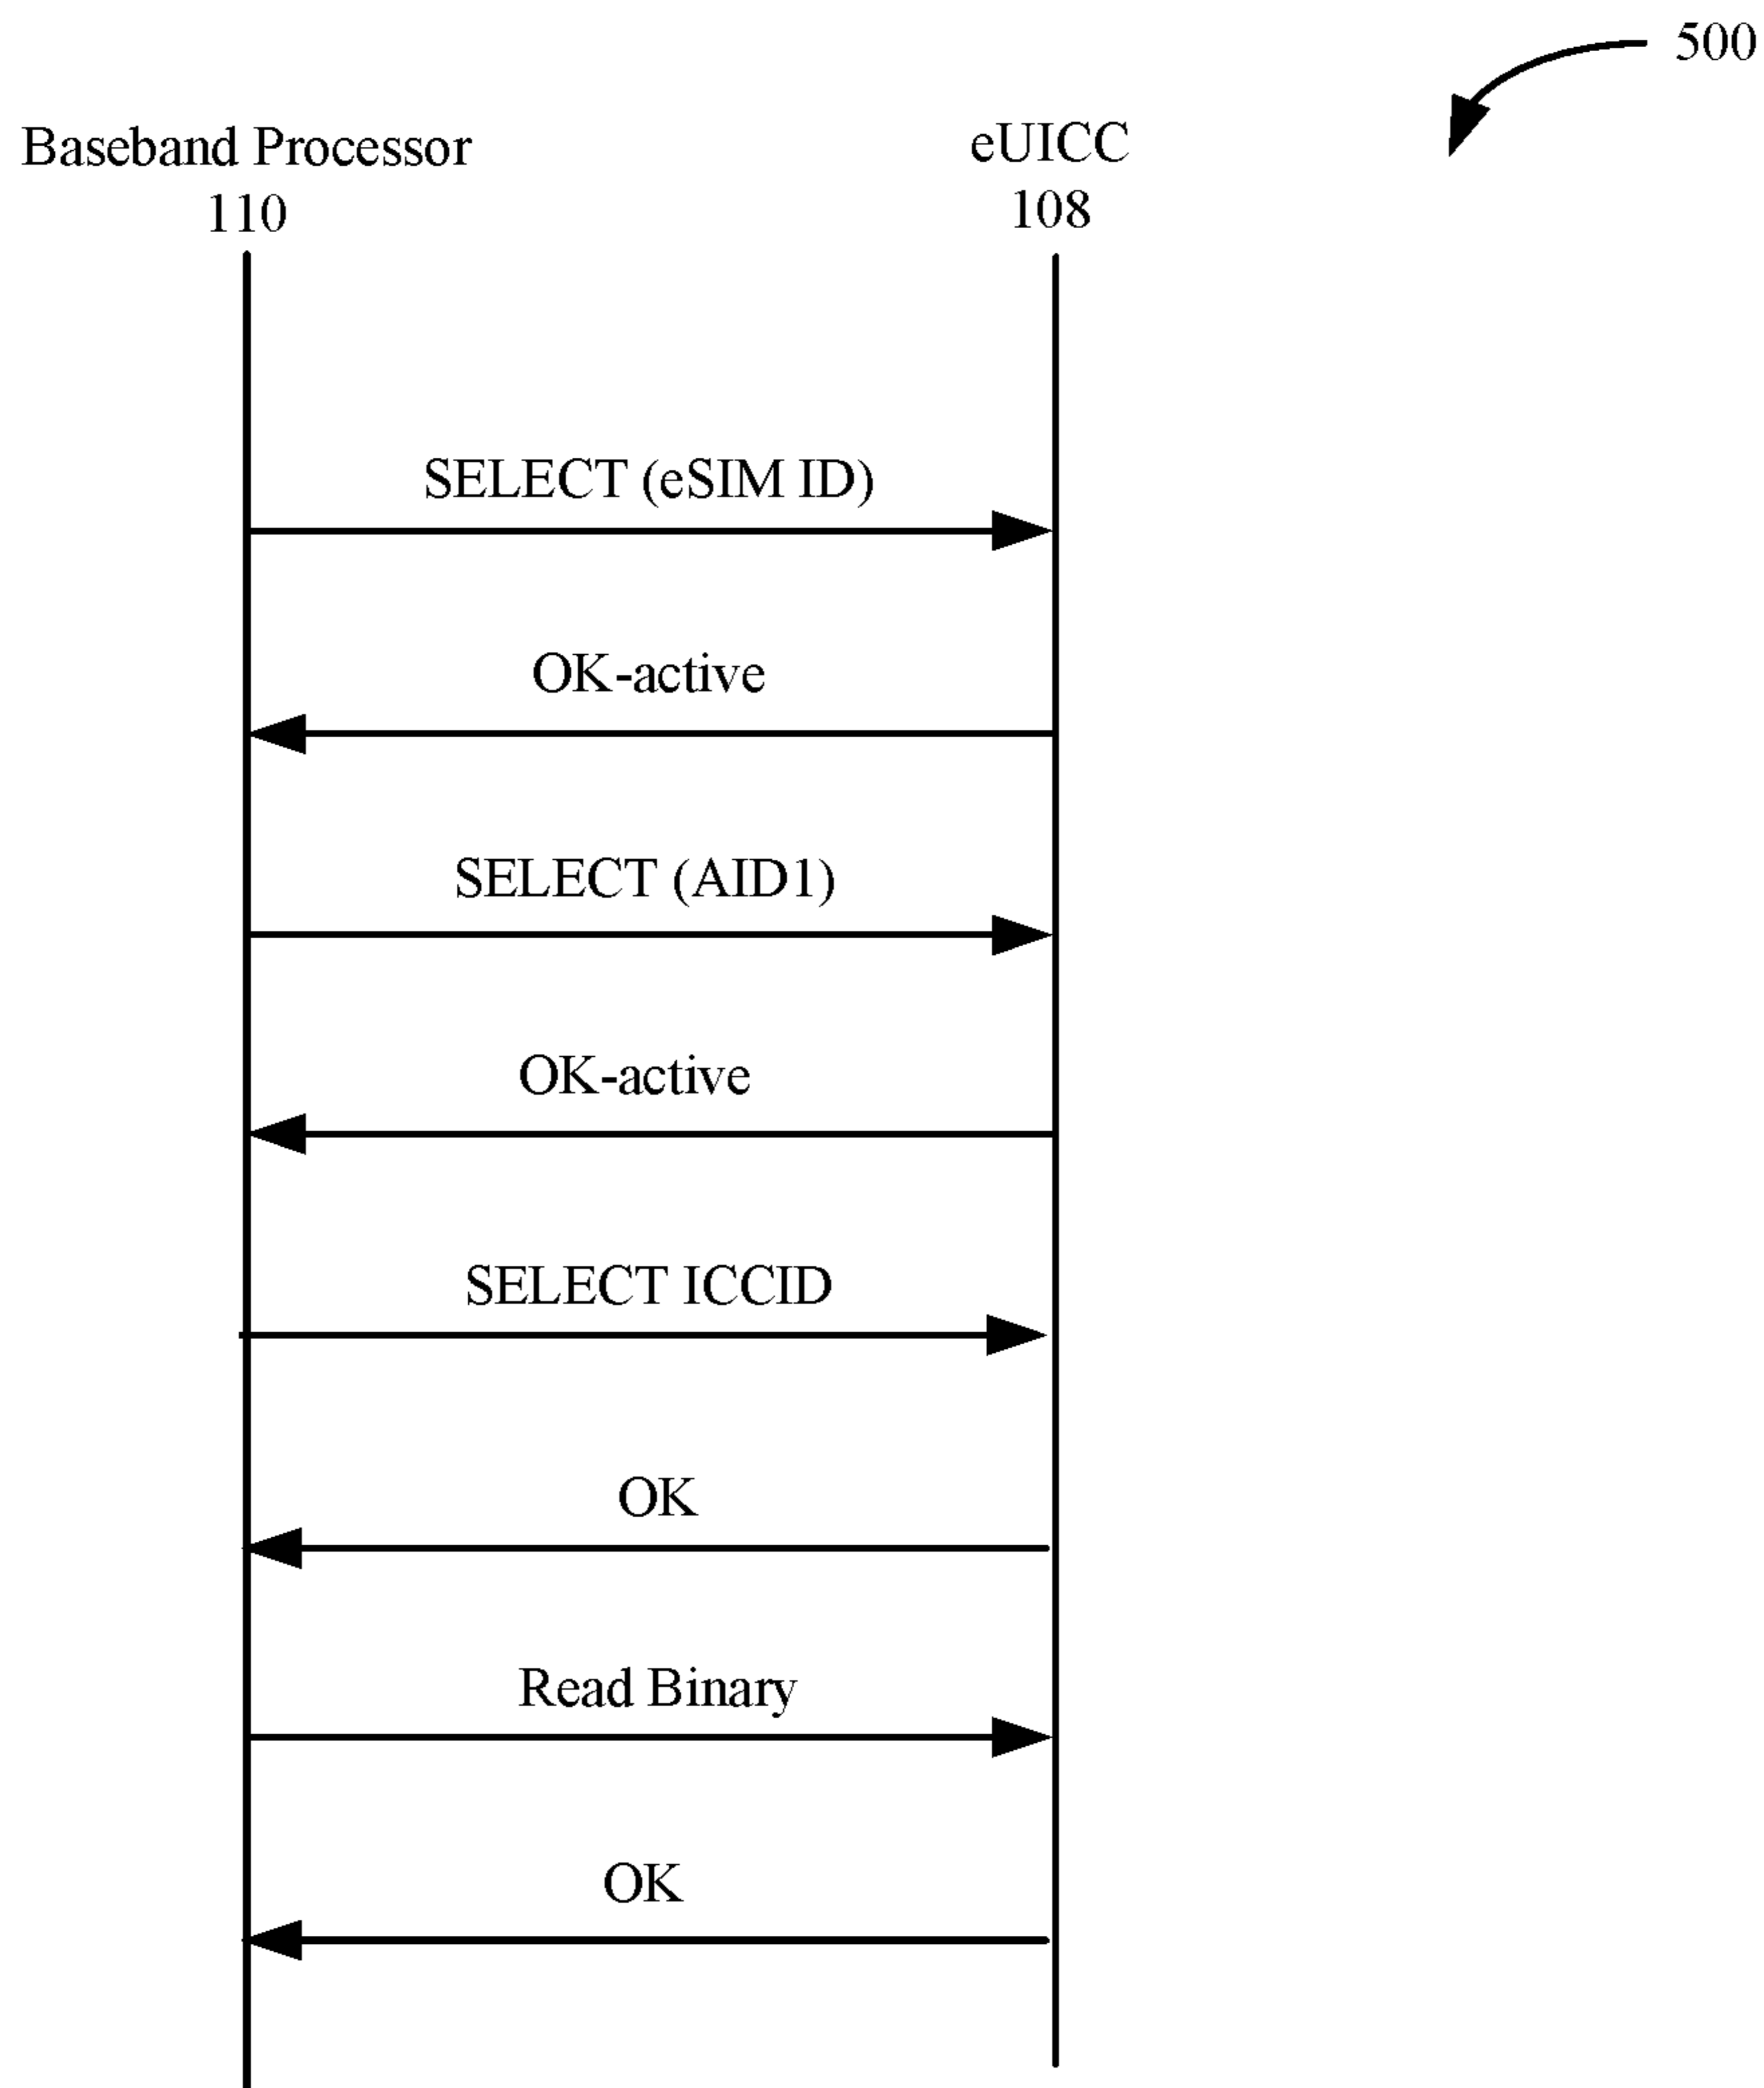 500
Baseband Processor
110
eUICC
108
SELECT (eSIM ID)
OK-active
SELECT (AID1)
OK-active
SELECT ICCID
OK
Read Binary
OK